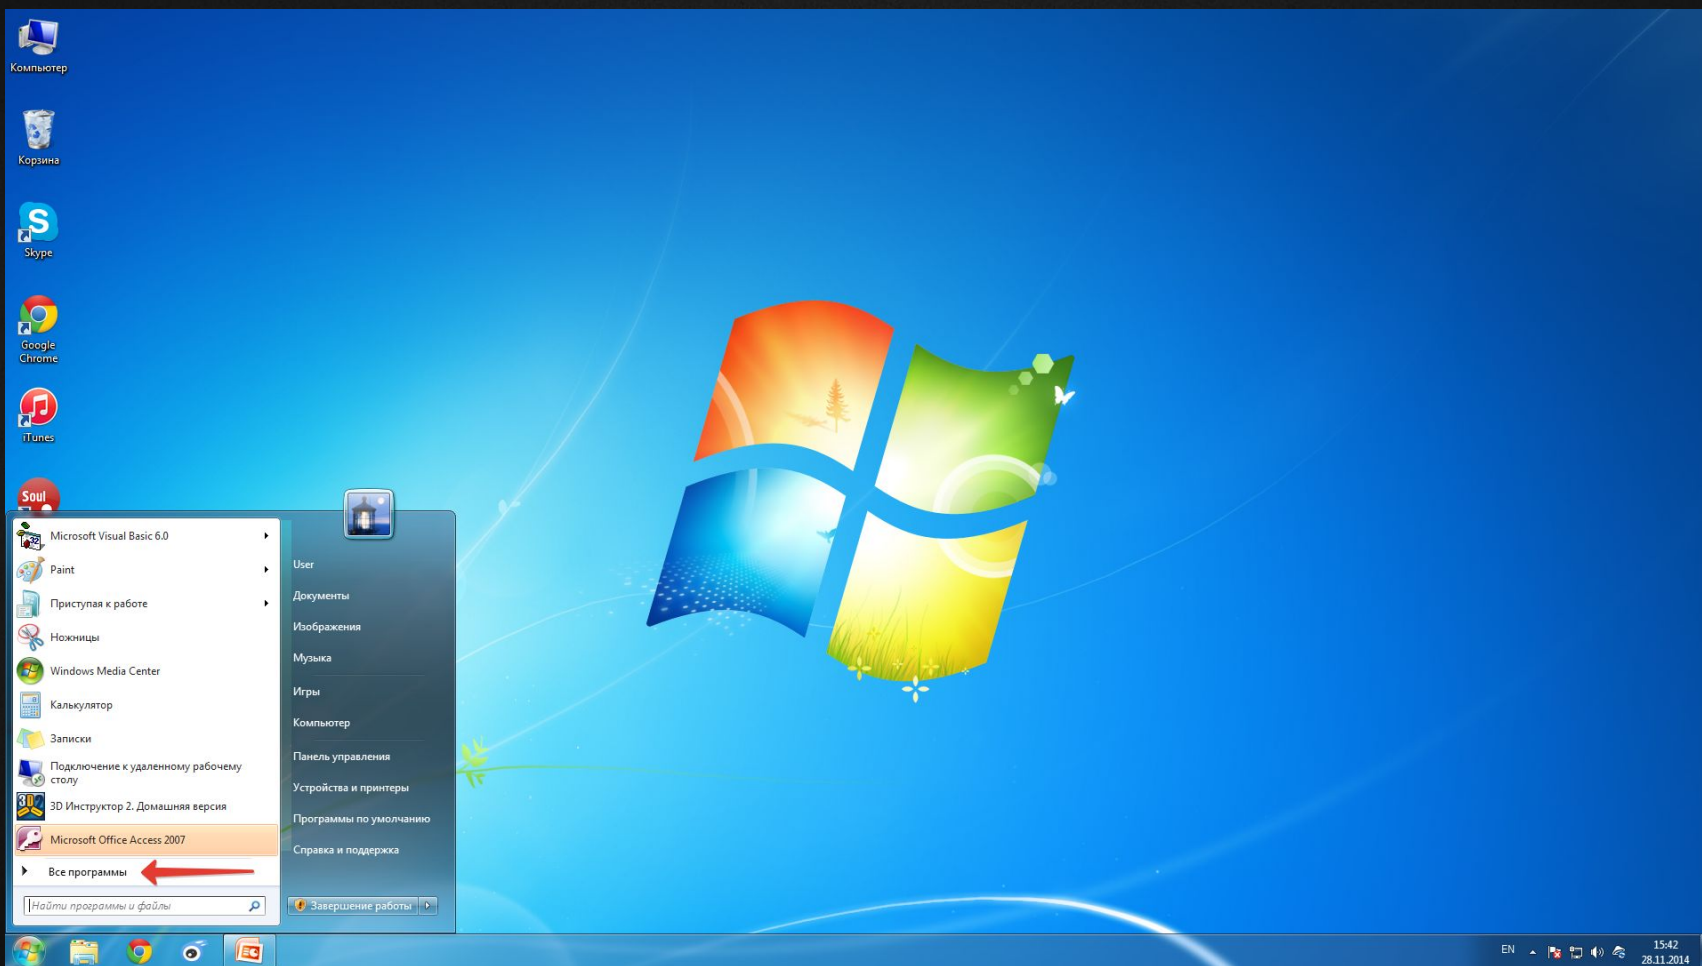 Компьютер
Корзина
Skype
Google
Chrome
iTunes
Soul
Microsoft Visual Basic 6.0
Paint
Приступая к работе
Ножницы
Windows Media Center
Калькулятор
Записки
Подключение к удаленному рабочему
столу
3D Инструктор 2. Домашняя версия
Microsoft Office Access 2007
Все программы
Найти программы и файлы
User
Документы
Изображения
Музыка
Игры
Компьютер
Панель управления
Устройства и принтеры
Программы по умолчанию
Справка и поддержка
Завершение работы
EN
15:42
28.11.2014